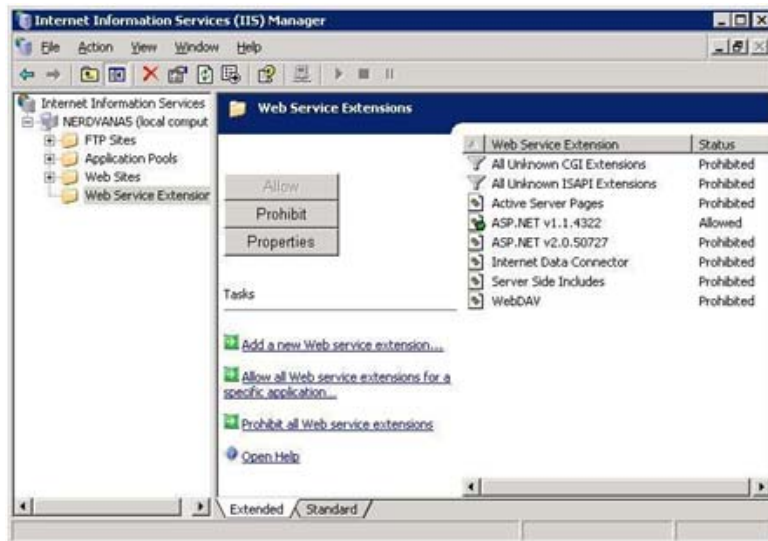 Internet Information Services (IIS) Manager
File Action View Window Help
Internet Information Services
NERDVANA5 (local comput
FTP Sites
Application Pools
Web Sites
Web Service Extension
Web Service Extensions
Allow
Prohibit
Properties
Tasks
Add a new Web service extension...
Allow all Web service extensions for a
specific application...
Prohibit all Web service extensions
Open Help
Web Service Extension Status
All Unknown CGI Extensions Prohibited
All Unknown ISAPI Extensions Prohibited
Active Server Pages Prohibited
ASP.NET v1.1.4322 Allowed
ASP.NET v2.0.50727 Prohibited
Internet Data Connector Prohibited
Server Side Includes Prohibited
WebDAV Prohibited
Extended Standard